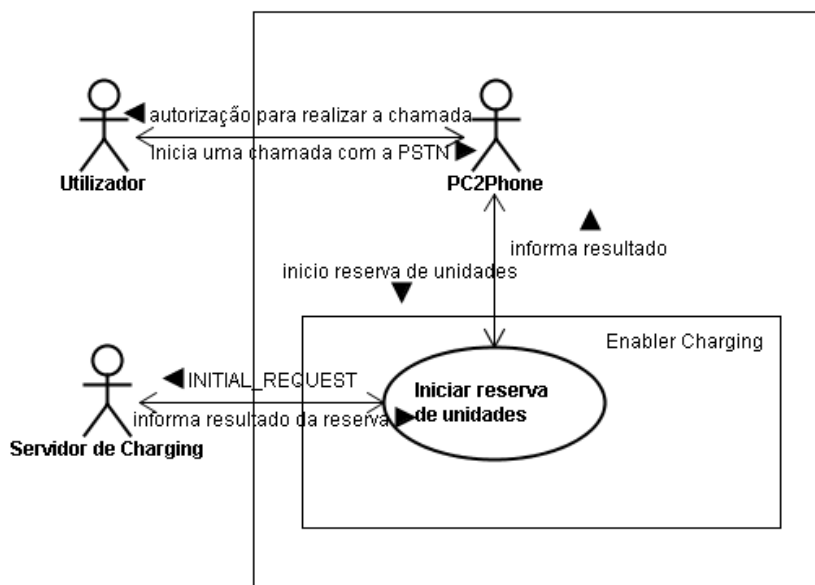 autorização para realizar a chamada
Inicia uma chamada com a PSTN
Utilizador
PC2Phone
informa resultado
inicio reserva de unidades
Enabler Charging
INITIAL_REQUEST
Iniciar reserva
de unidades
informa resultado da reserva
Servidor de Charging